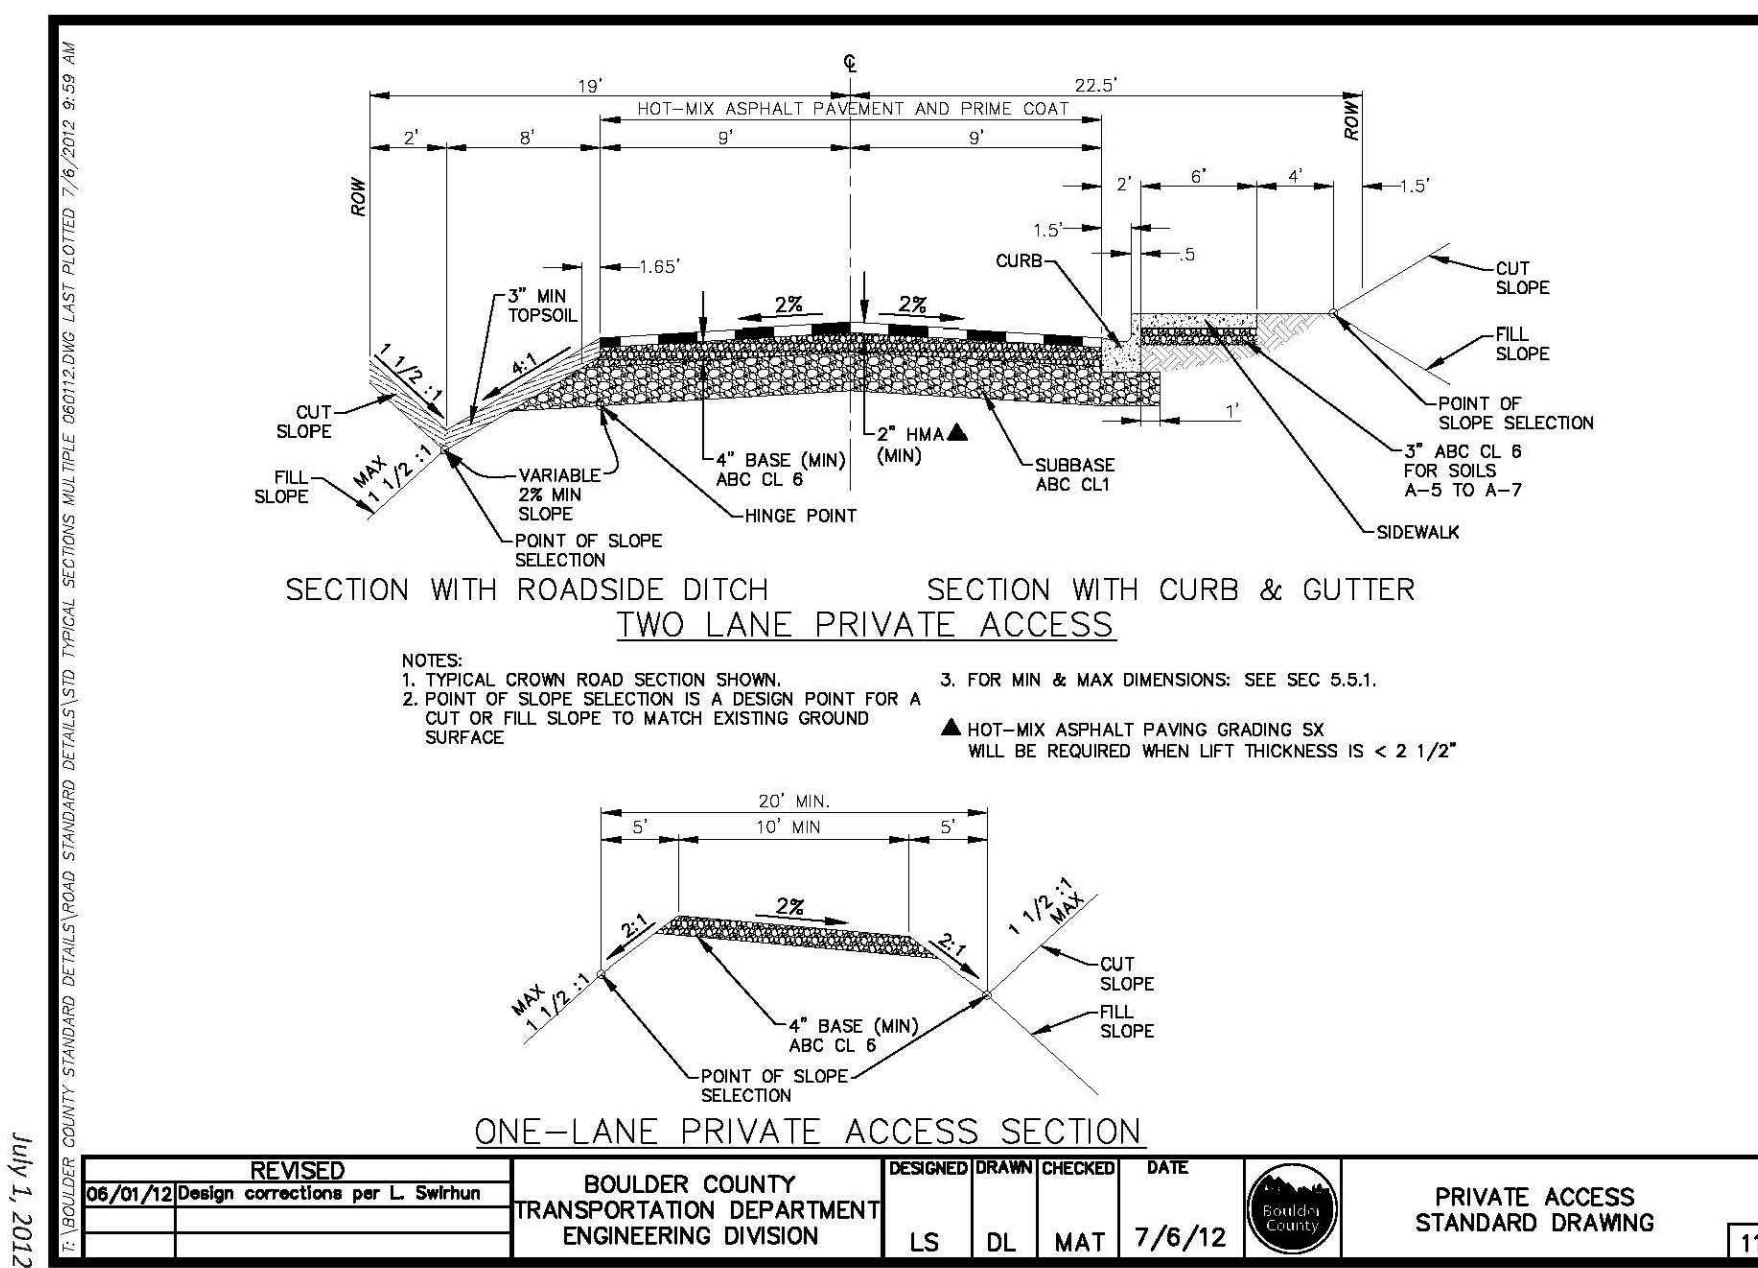 T: \BOULDER COUNTY STANDARD DETAILS\ROAD STANDARD DETAILS\STD TYPICAL SECTIONS MULTIPLE 060112.DWG LAST PLOTTED 7/6/2012 9:59 AM
July 1, 2012
℄
19'
22.5'
HOT-MIX ASPHALT PAVEMENT AND PRIME COAT
ROW
2'
8'
9'
9'
2'
6'
4'
1.5'
ROW
1.5'
.5
1.65'
CURB
CUT
SLOPE
3" MIN
TOPSOIL
2%
2%
FILL
SLOPE
1 1/2 :1
4:1
CUT
SLOPE
POINT OF
SLOPE SELECTION
1'
2" HMA▲
(MIN)
4" BASE (MIN)
ABC CL 6
SUBBASE
ABC CL1
3" ABC CL 6
FOR SOILS
A-5 TO A-7
MAX
1 1/2 :1
FILL
SLOPE
VARIABLE
2% MIN
SLOPE
HINGE POINT
SIDEWALK
POINT OF SLOPE
SELECTION
SECTION WITH ROADSIDE DITCH
SECTION WITH CURB & GUTTER
TWO LANE PRIVATE ACCESS
NOTES:
1. TYPICAL CROWN ROAD SECTION SHOWN.
2. POINT OF SLOPE SELECTION IS A DESIGN POINT FOR A
CUT OR FILL SLOPE TO MATCH EXISTING GROUND
SURFACE
3. FOR MIN & MAX DIMENSIONS: SEE SEC 5.5.1.
▲ HOT-MIX ASPHALT PAVING GRADING SX
WILL BE REQUIRED WHEN LIFT THICKNESS IS < 2 1/2"
20' MIN.
5'
10' MIN
5'
2%
2:1
2:1
1 1/2 :1
MAX
CUT
SLOPE
MAX
1 1/2 :1
FILL
SLOPE
4" BASE (MIN)
ABC CL 6
POINT OF SLOPE
SELECTION
ONE-LANE PRIVATE ACCESS SECTION
REVISED
06/01/12 Design corrections per L. Swirhun
BOULDER COUNTY
TRANSPORTATION DEPARTMENT
ENGINEERING DIVISION
DESIGNED
LS
DRAWN
DL
CHECKED
MAT
DATE
7/6/12
Boulder
County
PRIVATE ACCESS
STANDARD DRAWING
11